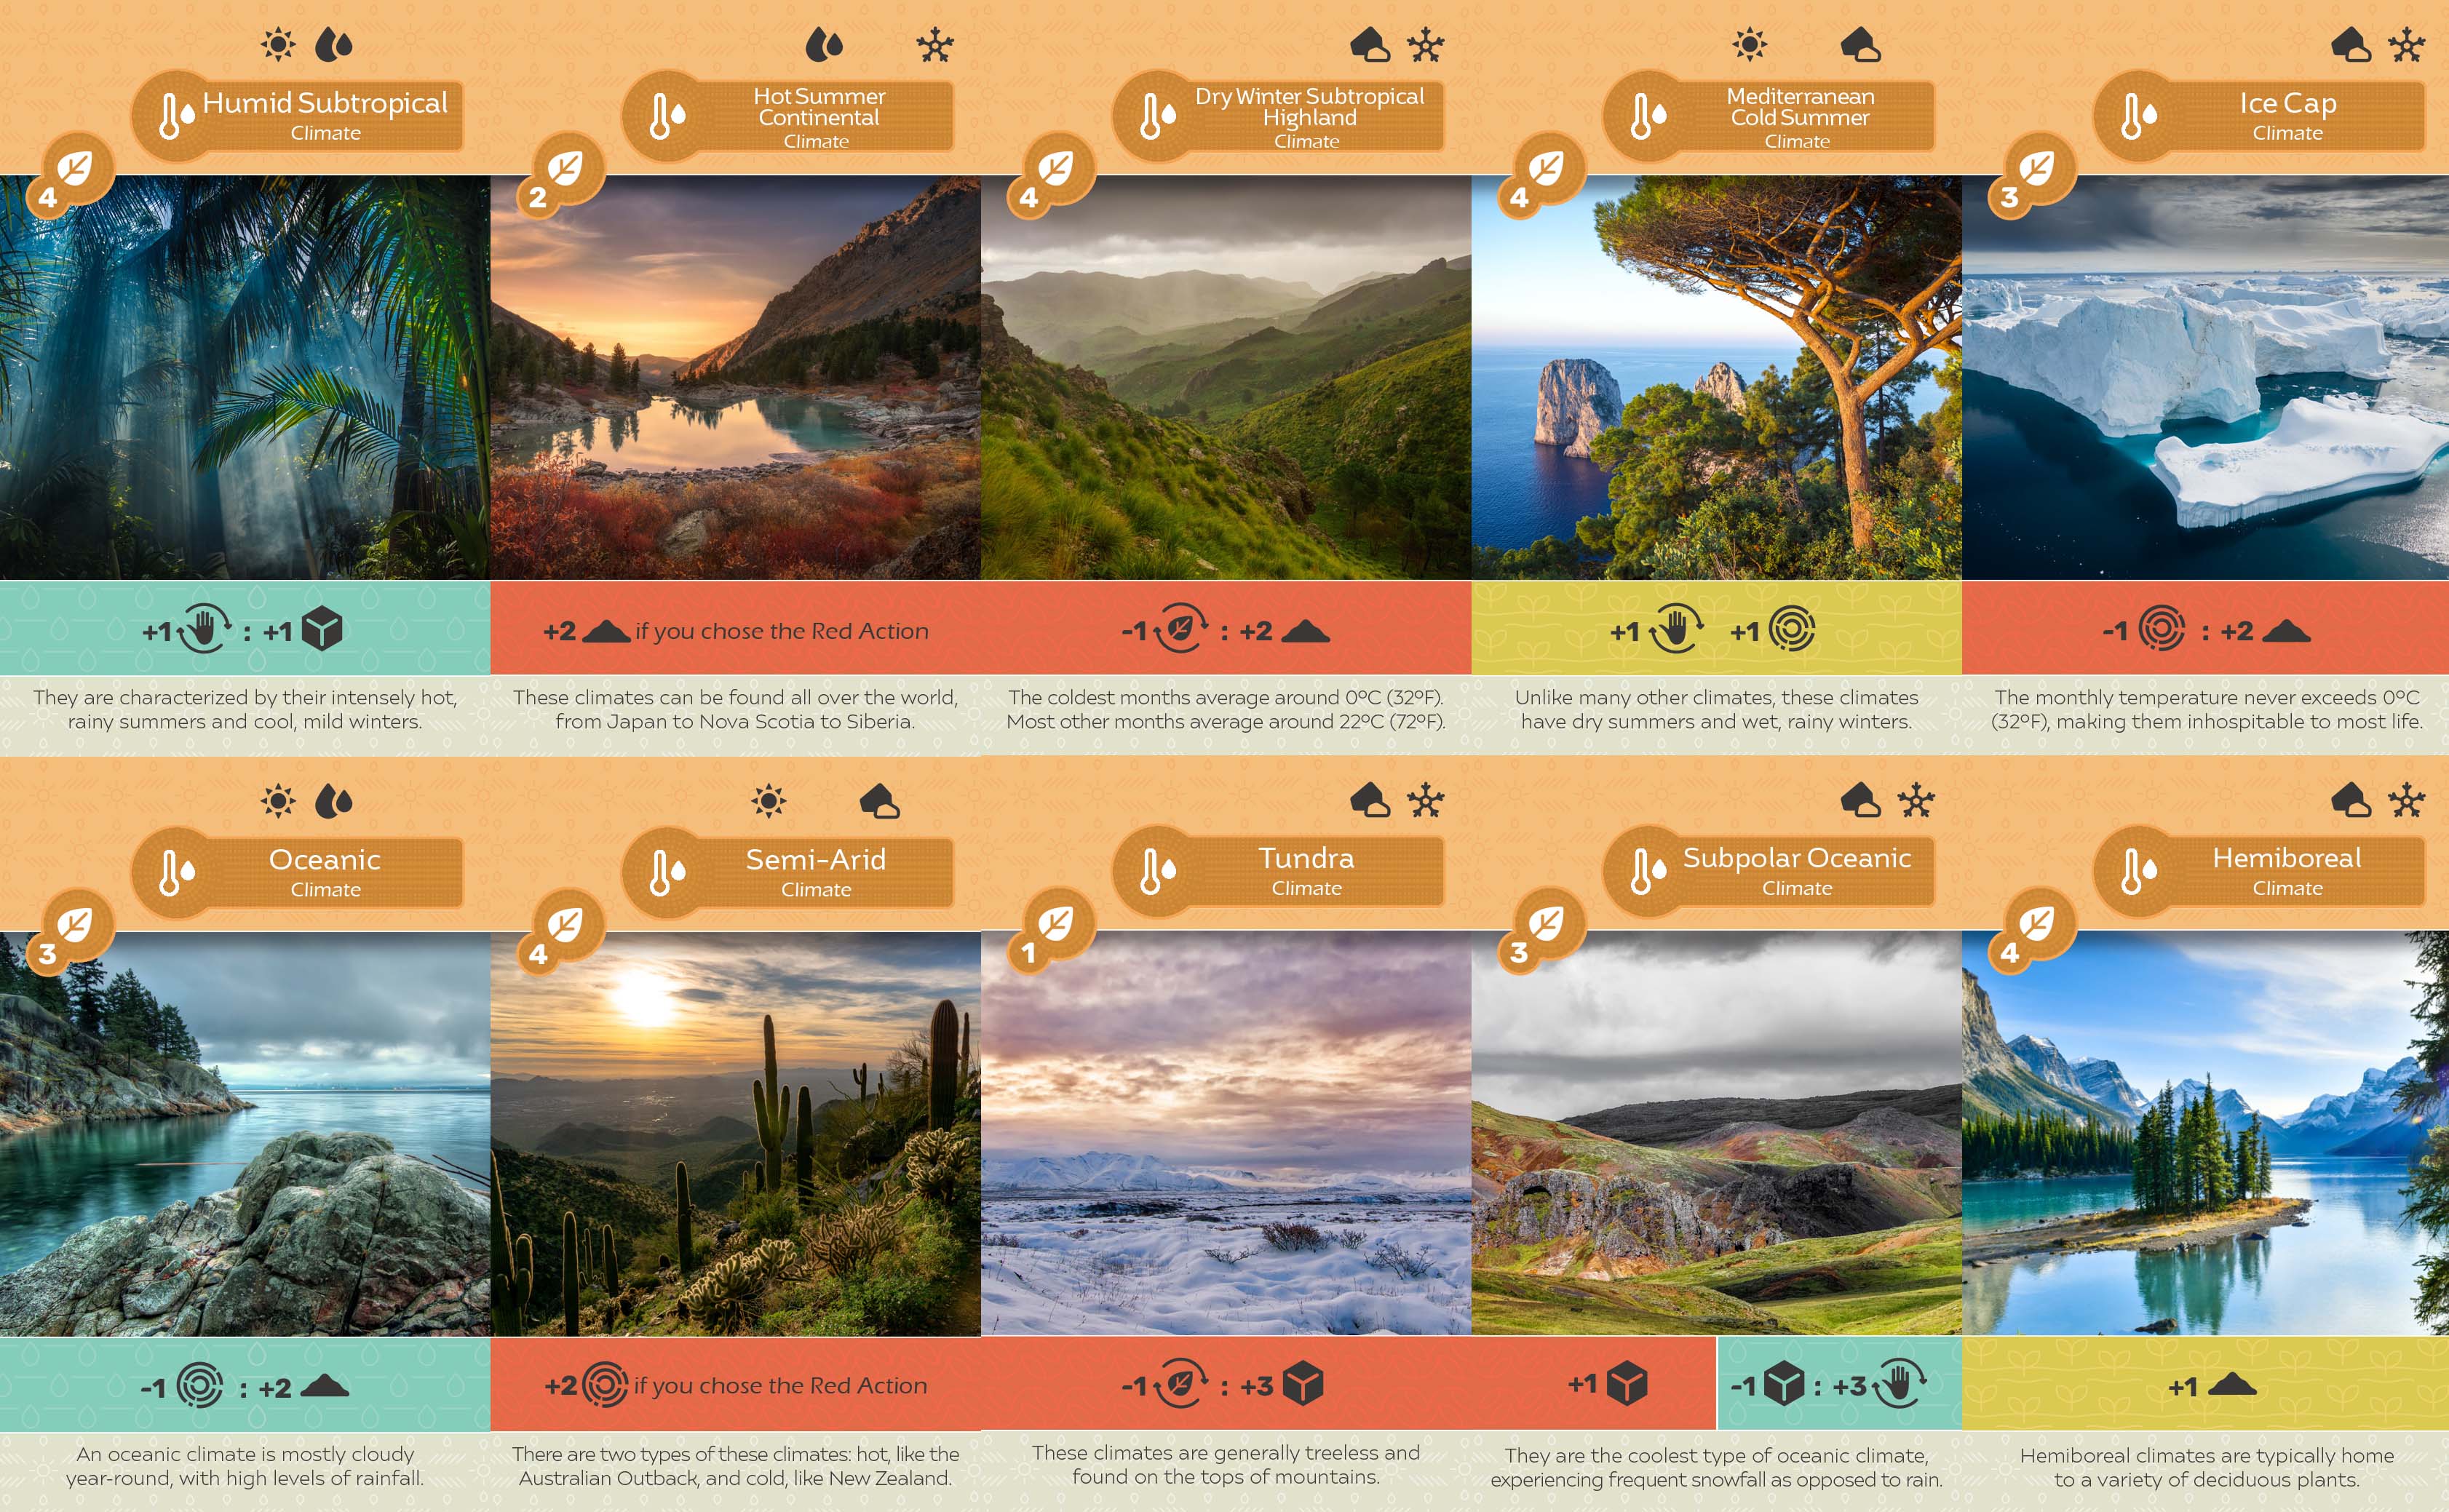 Humid Subtropical
Climate
4
+1 : +1
They are characterized by their intensely hot,
rainy summers and cool, mild winters.
Hot Summer
Continental
Climate
2
+2 if you chose the Red Action
These climates can be found all over the world,
from Japan to Nova Scotia to Siberia.
Dry Winter Subtropical
Highland
Climate
4
-1 : +2
The coldest months average around 0ºC (32ºF).
Most other months average around 22ºC (72ºF).
Mediterranean
Cold Summer
Climate
4
+1 +1
Unlike many other climates, these climates
have dry summers and wet, rainy winters.
Ice Cap
Climate
3
-1 : +2
The monthly temperature never exceeds 0ºC
(32ºF), making them inhospitable to most life.
Oceanic
Climate
3
-1 : +2
An oceanic climate is mostly cloudy
year-round, with high levels of rainfall.
Semi-Arid
Climate
4
+2 if you chose the Red Action
There are two types of these climates: hot, like the
Australian Outback, and cold, like New Zealand.
Tundra
Climate
1
-1 : +3
These climates are generally treeless and
found on the tops of mountains.
Subpolar Oceanic
Climate
3
+1
-1 : +3
They are the coolest type of oceanic climate,
experiencing frequent snowfall as opposed to rain.
Hemiboreal
Climate
4
+1
Hemiboreal climates are typically home
to a variety of deciduous plants.